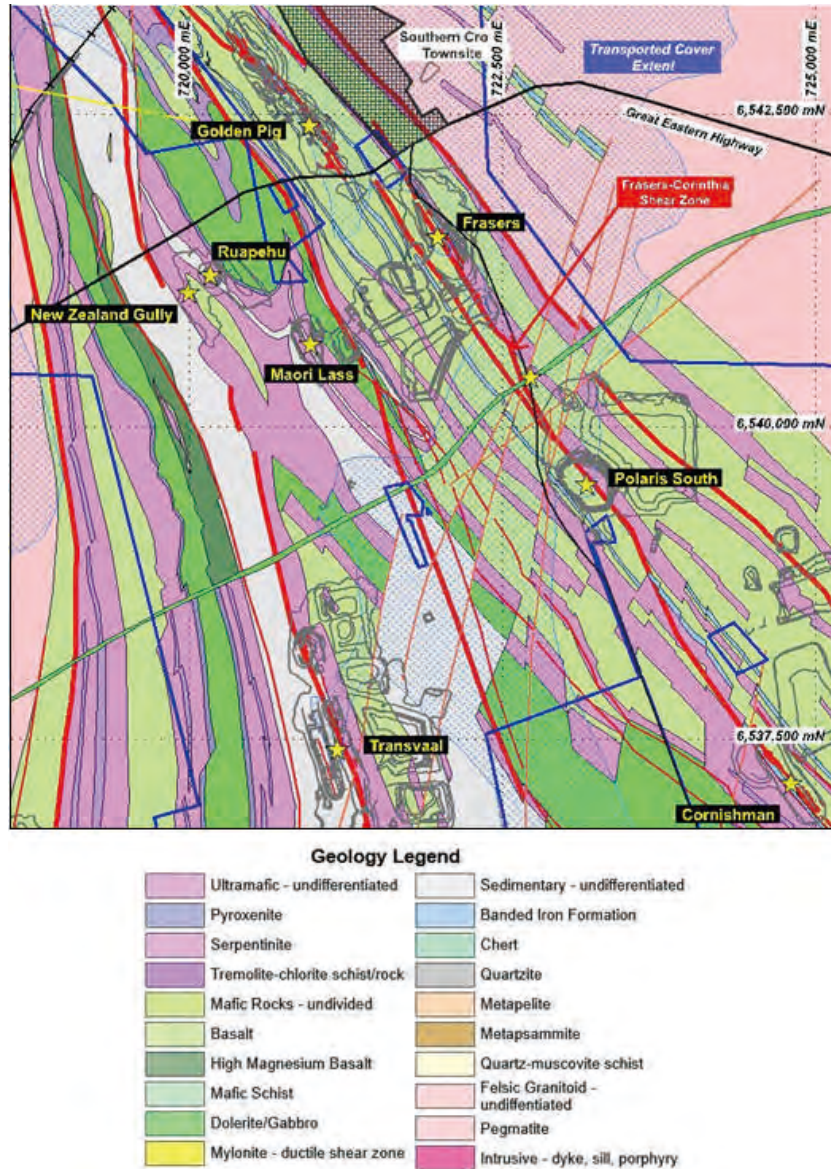 720,000 mE
Southern Cro
Townsite
722,500 mE
Transported Cover
Extent
725,000 mE
6,542,500 mN
Great Eastern Highway
Golden Pig
Frasers-Corinthia
Shear Zone
Frasers
Ruapehu
New Zealand Gully
Maori Lass
6,540,000 mN
Polaris South
6,537,500 mN
Transvaal
Cornishman
Geology Legend
Ultramafic - undifferentiated
Pyroxenite
Serpentinite
Tremolite-chlorite schist/rock
Mafic Rocks - undivided
Basalt
High Magnesium Basalt
Mafic Schist
Dolerite/Gabbro
Mylonite - ductile shear zone
Sedimentary - undifferentiated
Banded Iron Formation
Chert
Quartzite
Metapelite
Metapsammite
Quartz-muscovite schist
Felsic Granitoid -
undifferentiated
Pegmatite
Intrusive - dyke, sill, porphyry